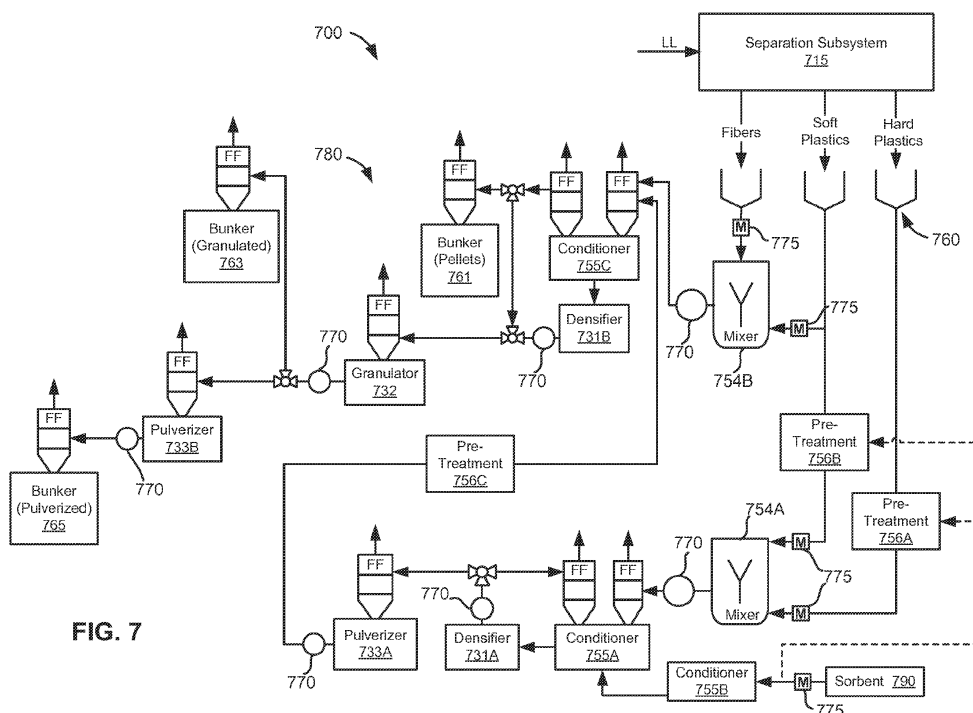 700
LL
Separation Subsystem
715
Fibers
Soft
Plastics
Hard
Plastics
780
FF
FF
FF
FF
Bunker
(Granulated)
763
Bunker
(Pellets)
761
Conditioner
755C
M
775
760
FF
Densifier
731B
770
Mixer
M
775
770
754B
770
FF
Granulator
732
770
FF
Pulverizer
733B
770
Bunker
(Pulverized)
765
Pre-
Treatment
756C
Pre-
Treatment
756B
Pre-
Treatment
756A
754A
FF
FF
FF
770
M
775
M
770
Mixer
FIG. 7
Pulverizer
733A
Densifier
731A
Conditioner
755A
770
Conditioner
755B
M
775
Sorbent 790